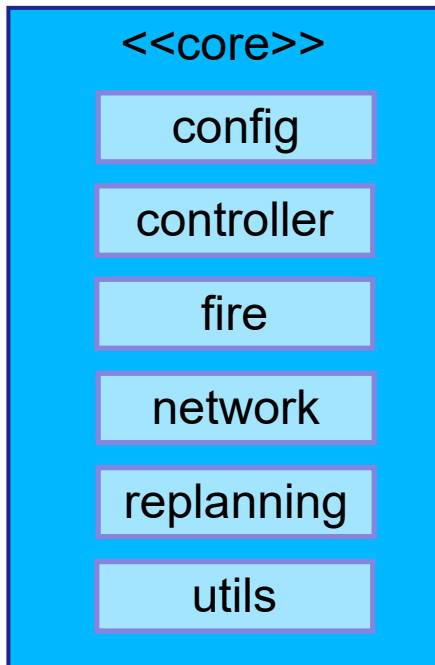 <<core>>
config
controller
fire
network
replanning
utils